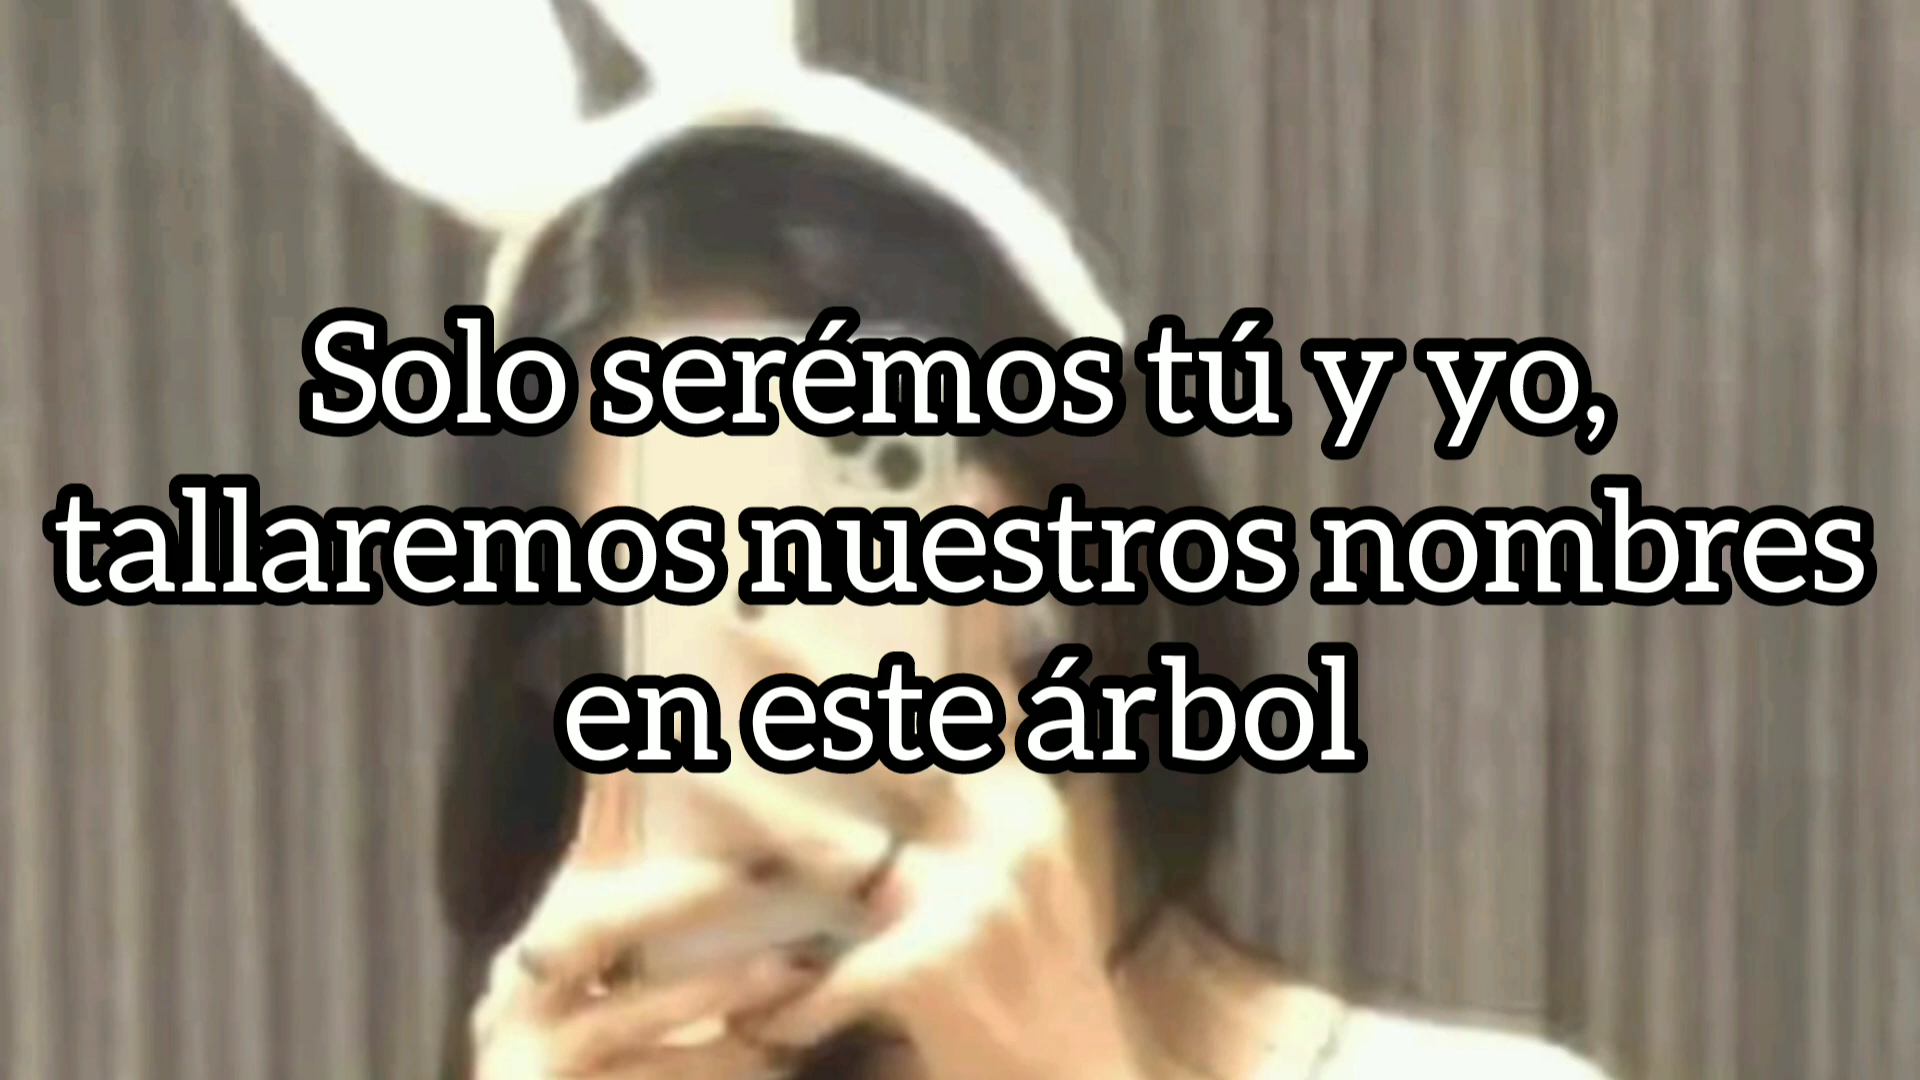 Solo serémos tú y yo,
tallaremos nuestros nombres
en este árbol